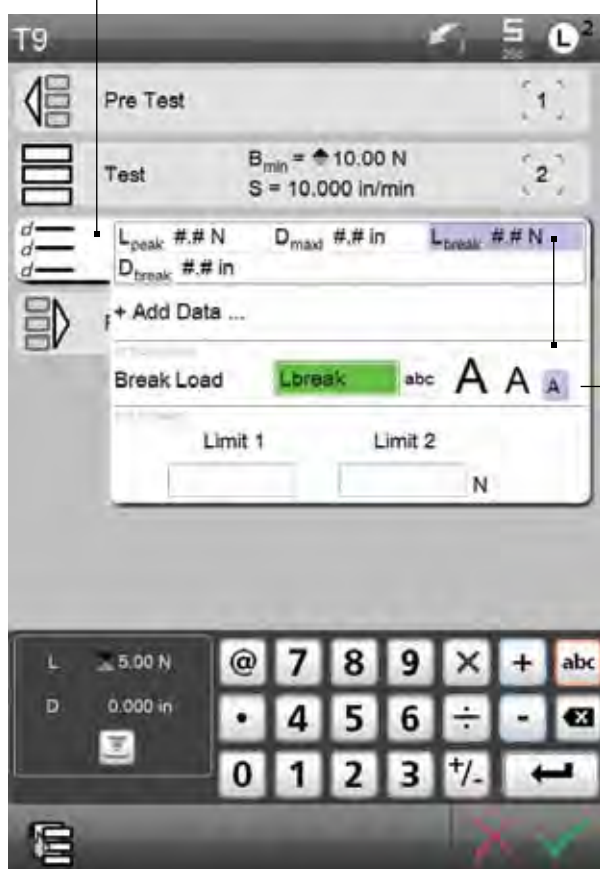 T9 S L 2
Pre Test 1
Test Bmin = 10.00 N 2
S = 10.000 in/min
d
d
d
Lpeak #.# N Dmaxl #.# in Lbreak #.# N
Dbreak #.# in
+ Add Data ...
Break Load Lbreak abc A A A
Limit 1 Limit 2
N
L 5.00 N
D 0.000 in
@ 7 8 9 × + abc
• 4 5 6 ÷ -
0 1 2 3 +/-